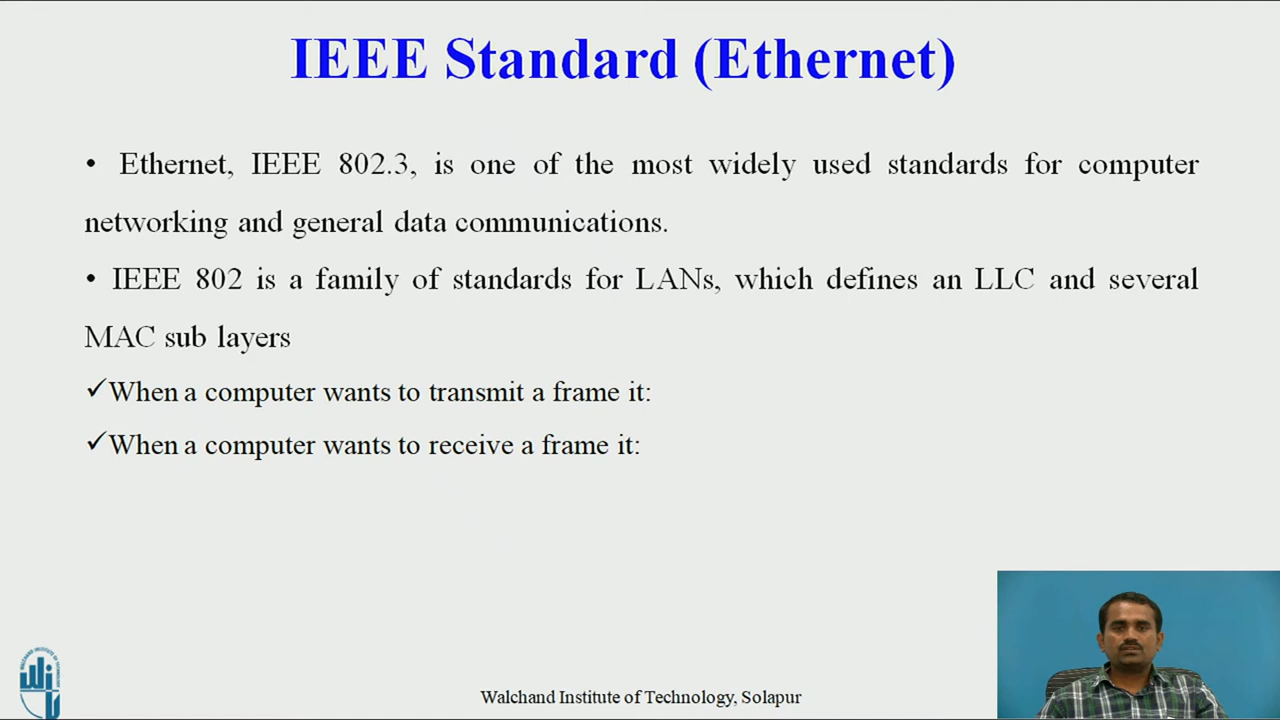 IEEE Standard (Ethernet)
• Ethernet, IEEE 802.3, is one of the most widely used standards for computer
networking and general data communications.
• IEEE 802 is a family of standards for LANs, which defines an LLC and several
MAC sub layers
✓When a computer wants to transmit a frame it:
✓When a computer wants to receive a frame it:
Walchand Institute of Technology, Solapur